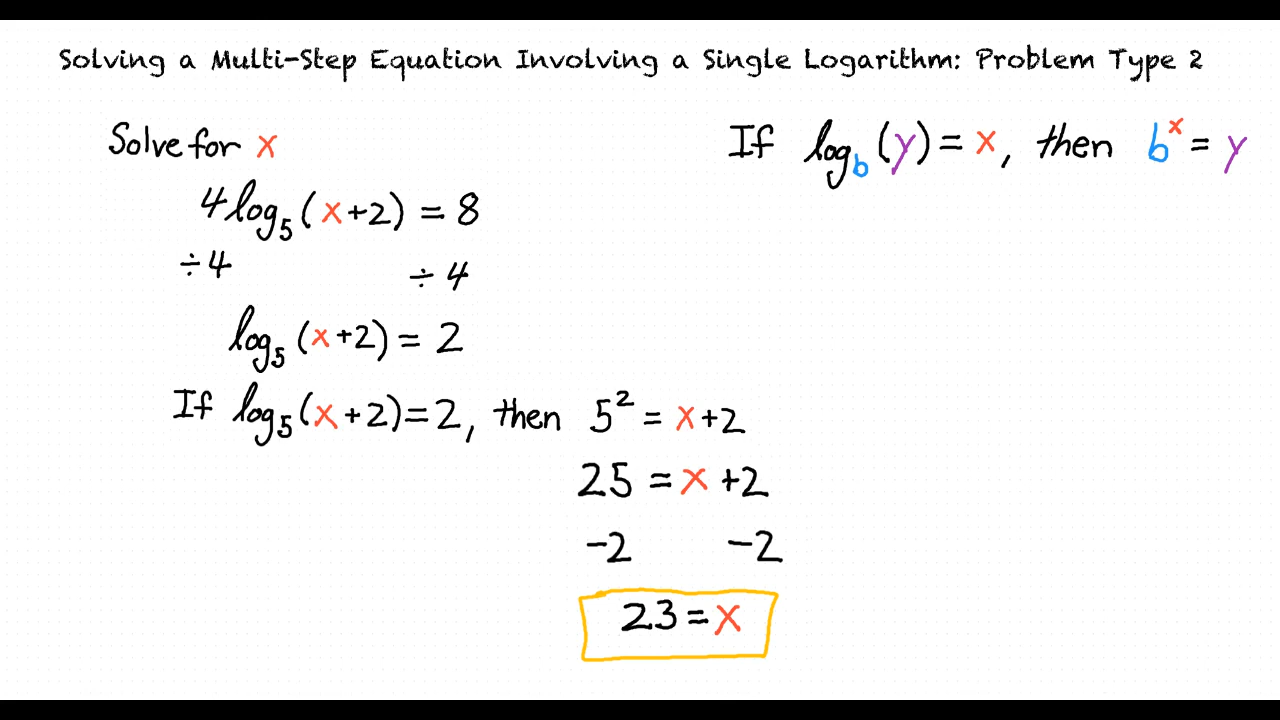 Solving a Multi-Step Equation Involving a Single Logarithm: Problem Type 2
Solve for x
If log_b (y) = x, then b^x = y
4log_5 (x+2) = 8
÷4 ÷4
log_5 (x+2) = 2
If log_5 (x+2) = 2, then 5^2 = x+2
25 = x+2
-2 -2
23 = x